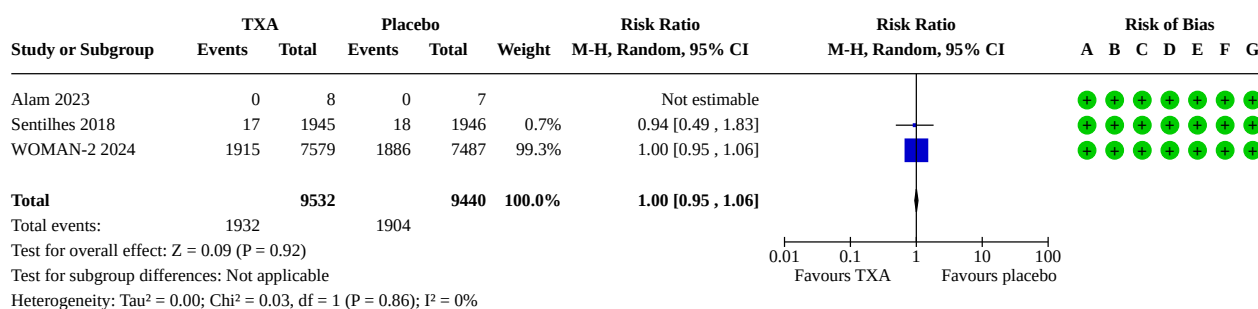 TXA Placebo Risk Ratio Risk Ratio Risk of Bias
Study or Subgroup Events Total Events Total Weight M-H, Random, 95% CI M-H, Random, 95% CI A B C D E F G
Alam 2023 0 8 0 7 Not estimable + + + + + + +
Sentilhes 2018 17 1945 18 1946 0.7% 0.94 [0.49 , 1.83] + + + + + + +
WOMAN-2 2024 1915 7579 1886 7487 99.3% 1.00 [0.95 , 1.06] + + + + + + +
Total 9532 9440 100.0% 1.00 [0.95 , 1.06]
Total events: 1932 1904
Test for overall effect: Z = 0.09 (P = 0.92)
0.01 0.1 1 10 100
Test for subgroup differences: Not applicable
Favours TXA Favours placebo
Heterogeneity: Tau² = 0.00; Chi² = 0.03, df = 1 (P = 0.86); I² = 0%